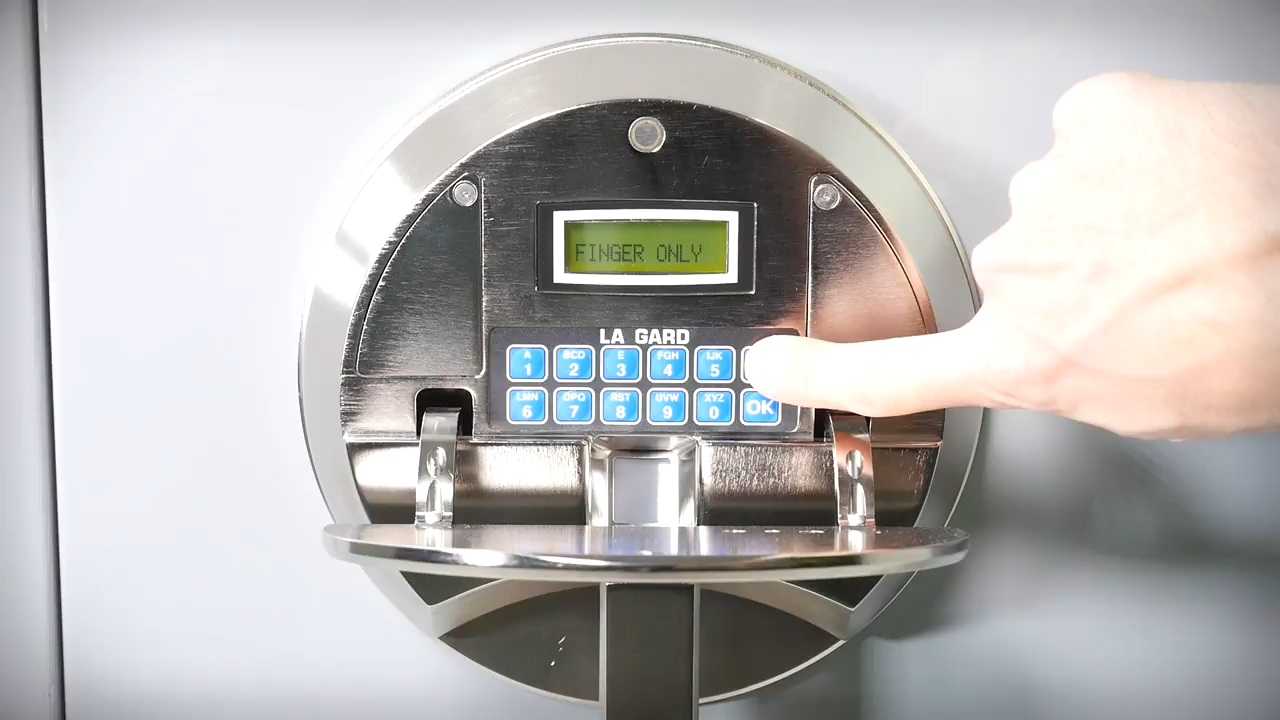 FINGER ONLY
LA GARD
A BCD E FGH IJK
1 2 3 4 5
LMN OPQ RST UVW XYZ
6 7 8 9 0 OK